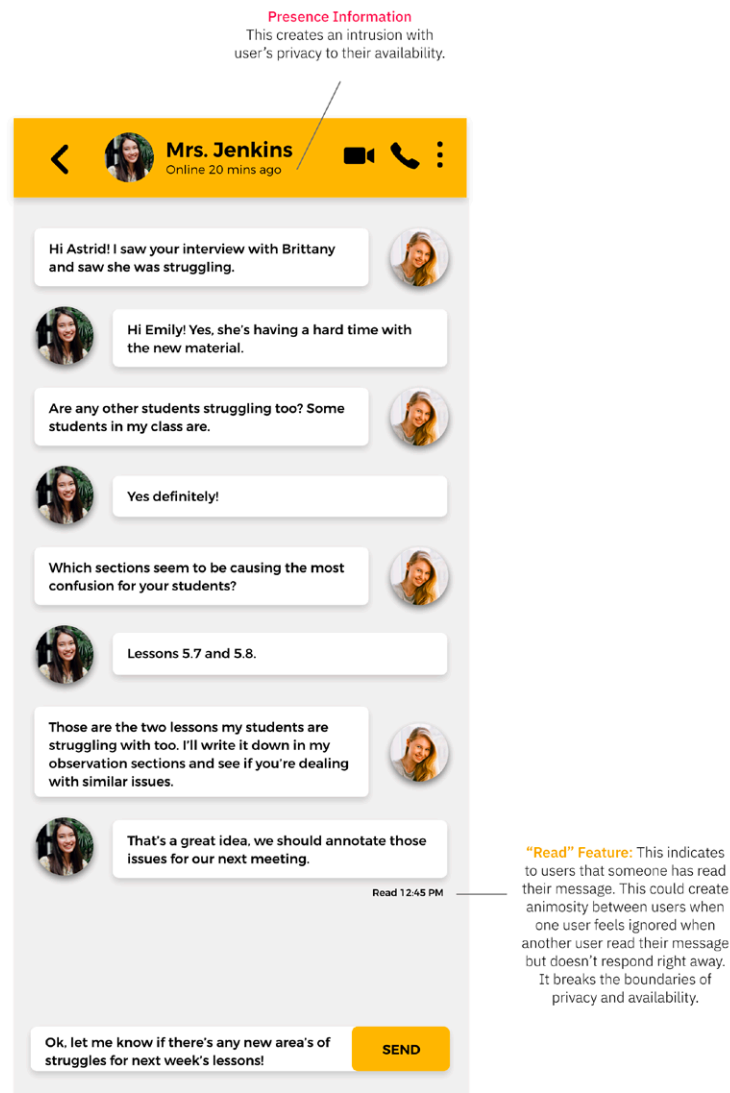 Presence Information
This creates an intrusion with
user's privacy to their availability.
Mrs. Jenkins
Online 20 mins ago
Hi Astrid! I saw your interview with Brittany
and saw she was struggling.
Hi Emily! Yes, she's having a hard time with
the new material.
Are any other students struggling too? Some
students in my class are.
Yes definitely!
Which sections seem to be causing the most
confusion for your students?
Lessons 5.7 and 5.8.
Those are the two lessons my students are
struggling with too. I'll write it down in my
observation sections and see if you're dealing
with similar issues.
That's a great idea, we should annotate those
issues for our next meeting.
Read 12:45 PM
"Read" Feature: This indicates
to users that someone has read
their message. This could create
animosity between users when
one user feels ignored when
another user read their message
but doesn't respond right away.
It breaks the boundaries of
privacy and availability.
Ok, let me know if there's any new area's of
struggles for next week's lessons!
SEND